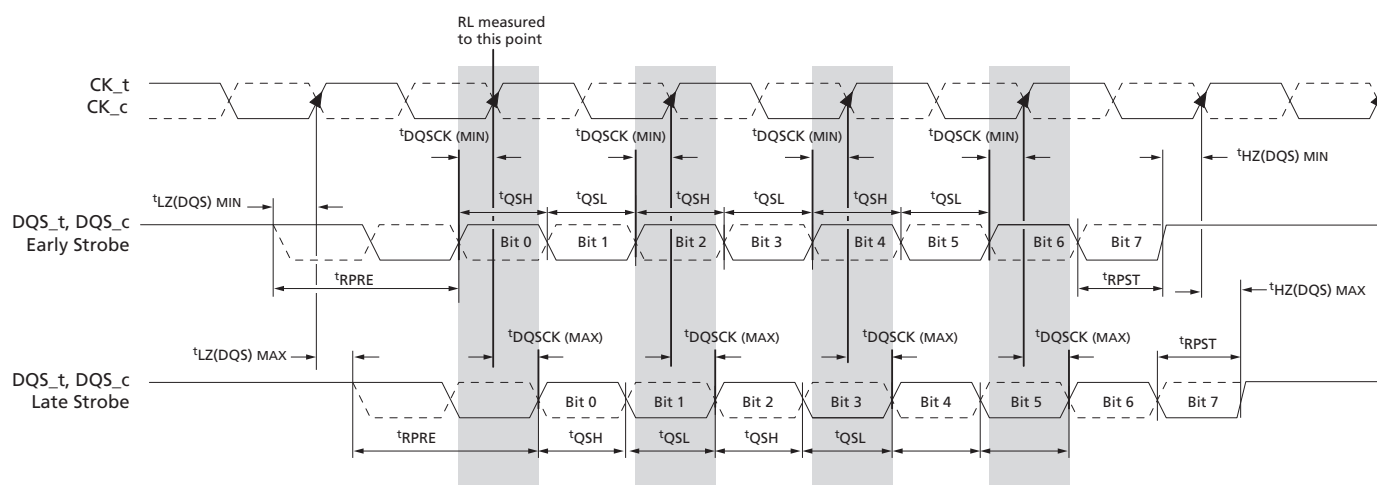 RL measured
to this point
CK_t
CK_c
tDQSCK (MIN) tDQSCK (MIN) tDQSCK (MIN) tDQSCK (MIN)
tHZ(DQS) MIN
tLZ(DQS) MIN
tQSH tQSL tQSH tQSL tQSH tQSL
DQS_t, DQS_c
Early Strobe
Bit 0 Bit 1 Bit 2 Bit 3 Bit 4 Bit 5 Bit 6 Bit 7
tRPRE
tRPST
tHZ(DQS) MAX
tDQSCK (MAX) tDQSCK (MAX) tDQSCK (MAX) tDQSCK (MAX)
tRPST
tLZ(DQS) MAX
DQS_t, DQS_c
Late Strobe
Bit 0 Bit 1 Bit 2 Bit 3 Bit 4 Bit 5 Bit 6 Bit 7
tRPRE
tQSH tQSL tQSH tQSL